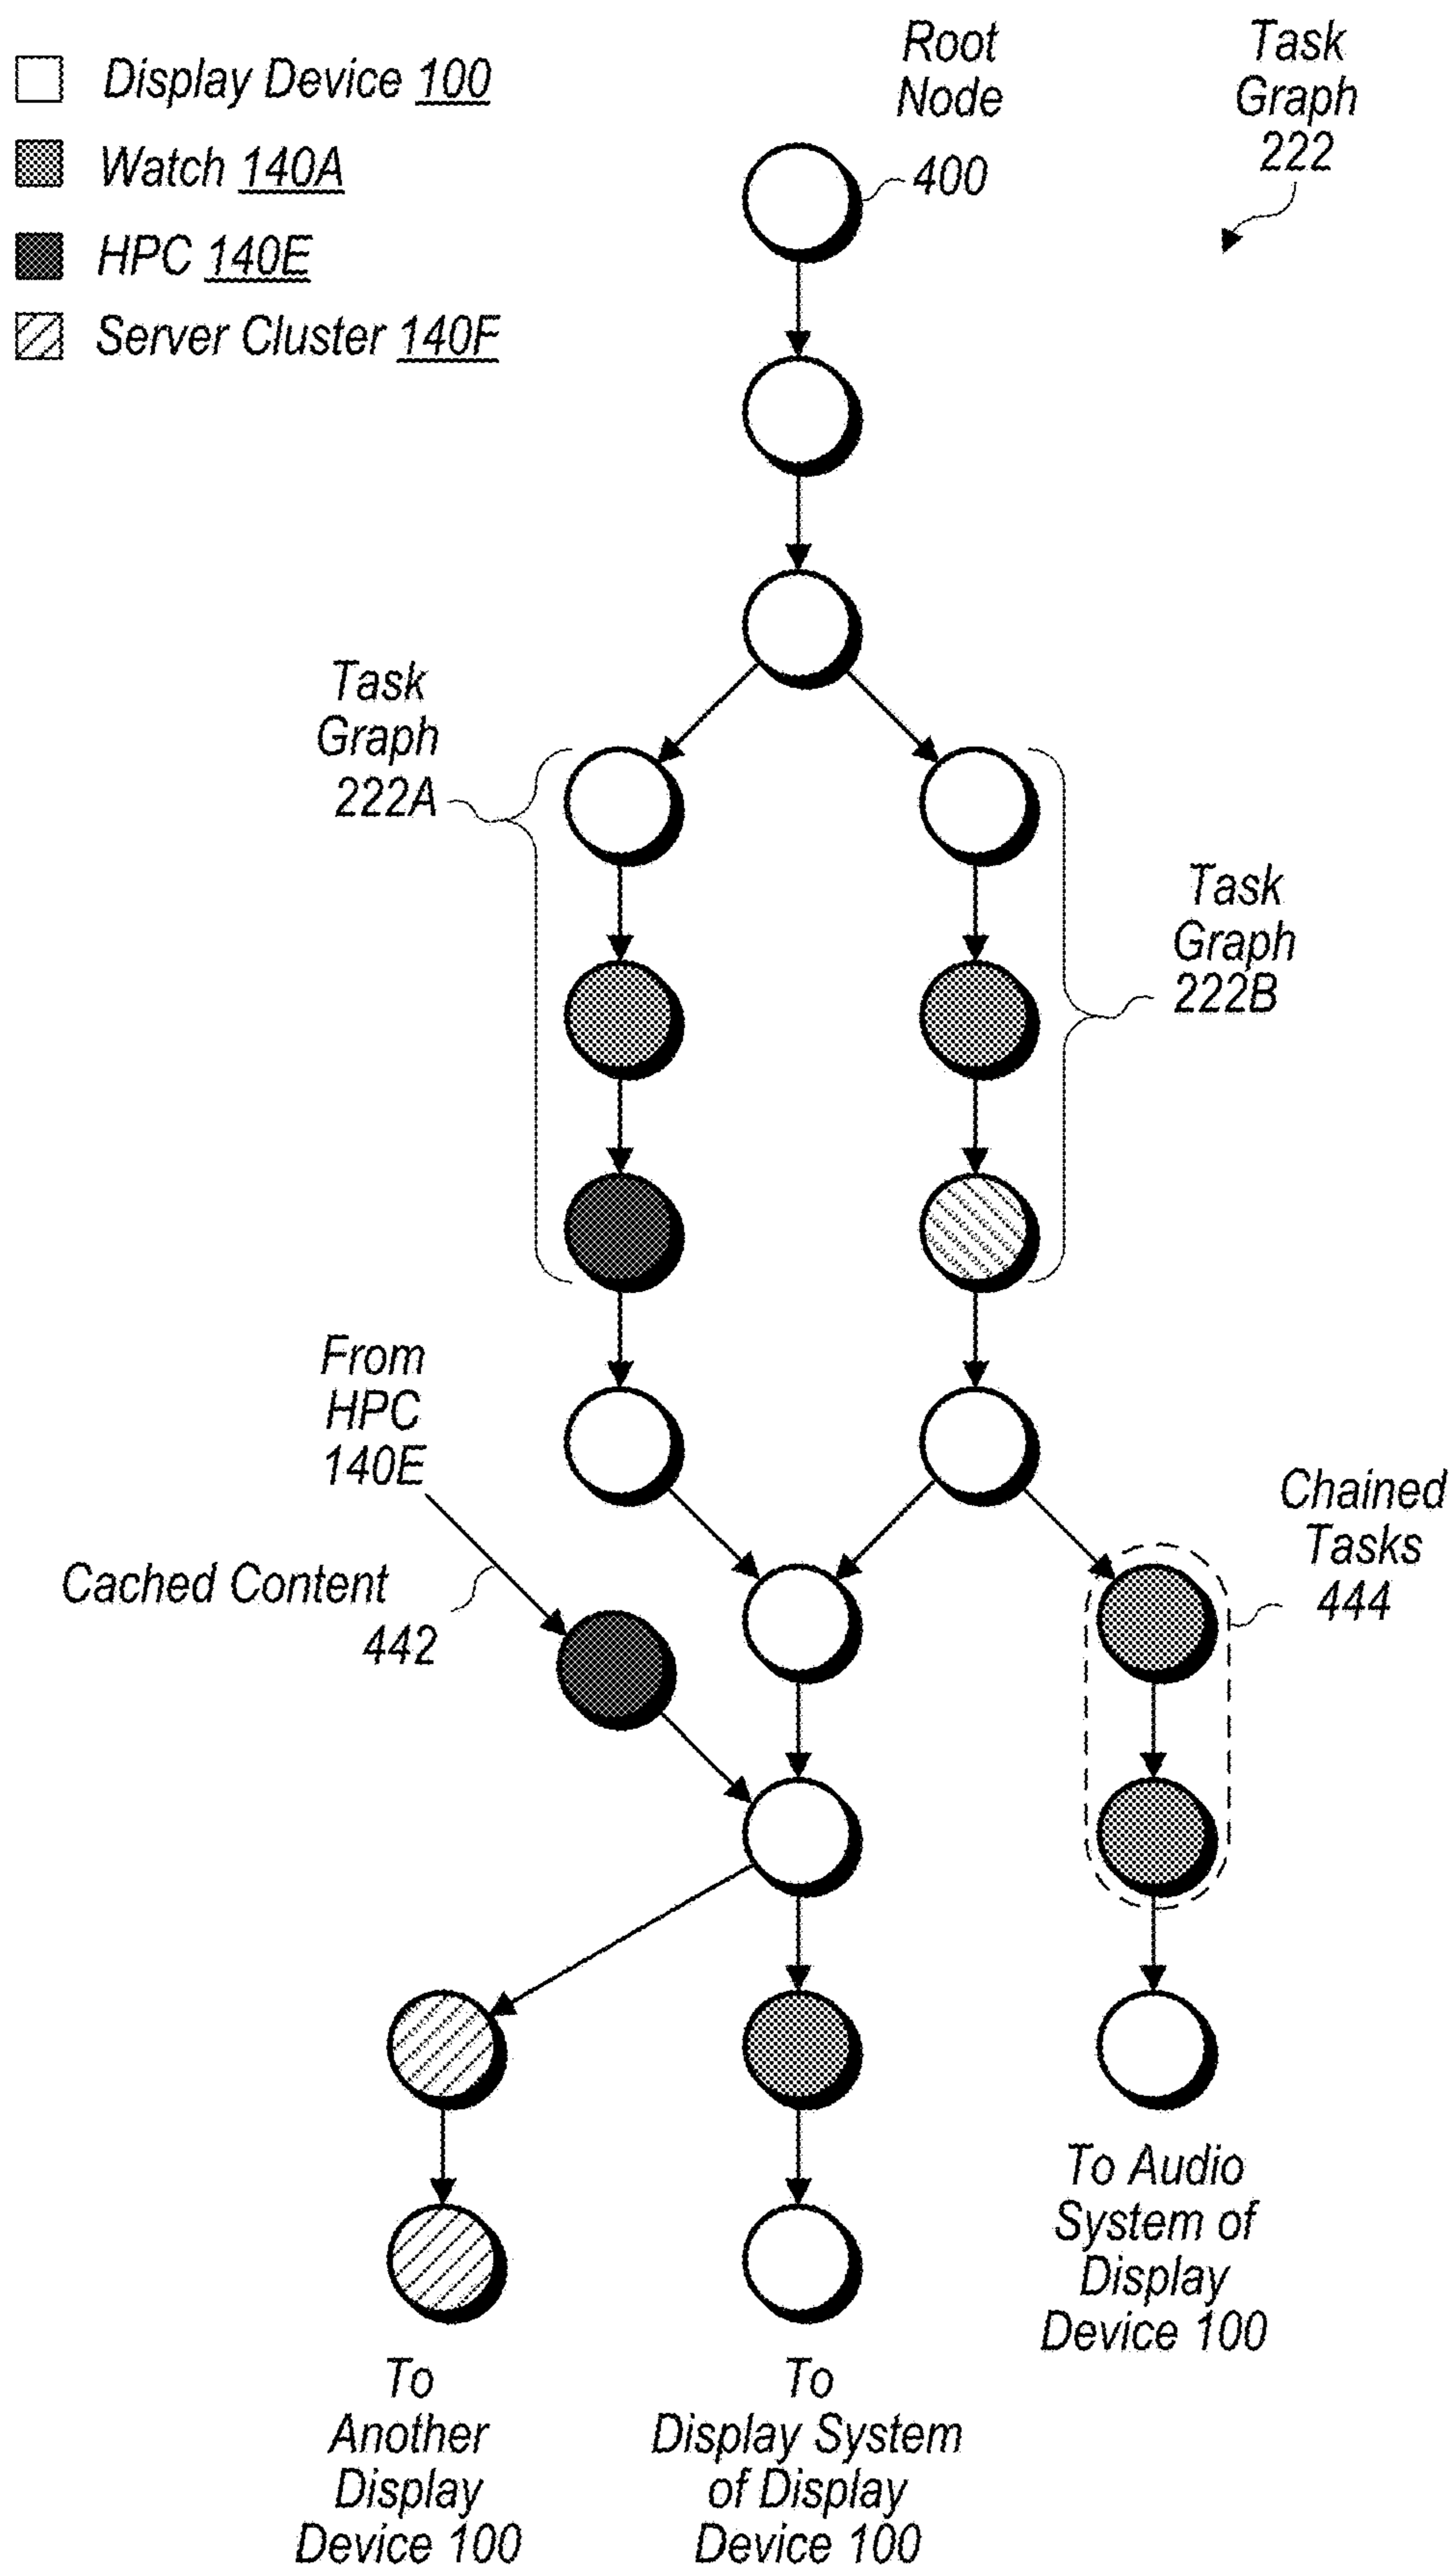 Display Device 100
Watch 140A
HPC 140E
Server Cluster 140F
Root
Node
400
Task
Graph
222
Task
Graph
222A
Task
Graph
222B
From
HPC
140E
Cached Content
442
Chained
Tasks
444
To Audio
System of
Display
Device 100
To
Another
Display
Device 100
To
Display System
of Display
Device 100